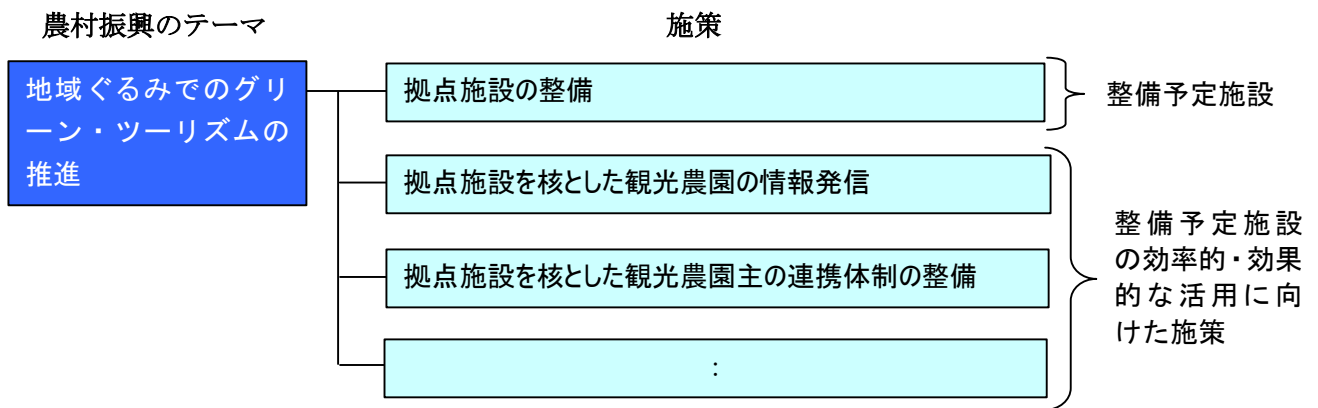 農村振興のテーマ
施策
地域ぐるみでのグリ
ーン・ツーリズムの
推進
拠点施設の整備
整備予定施設
拠点施設を核とした観光農園の情報発信
拠点施設を核とした観光農園主の連携体制の整備
：
整備予定施設
の効率的・効果
的な活用に向
けた施策